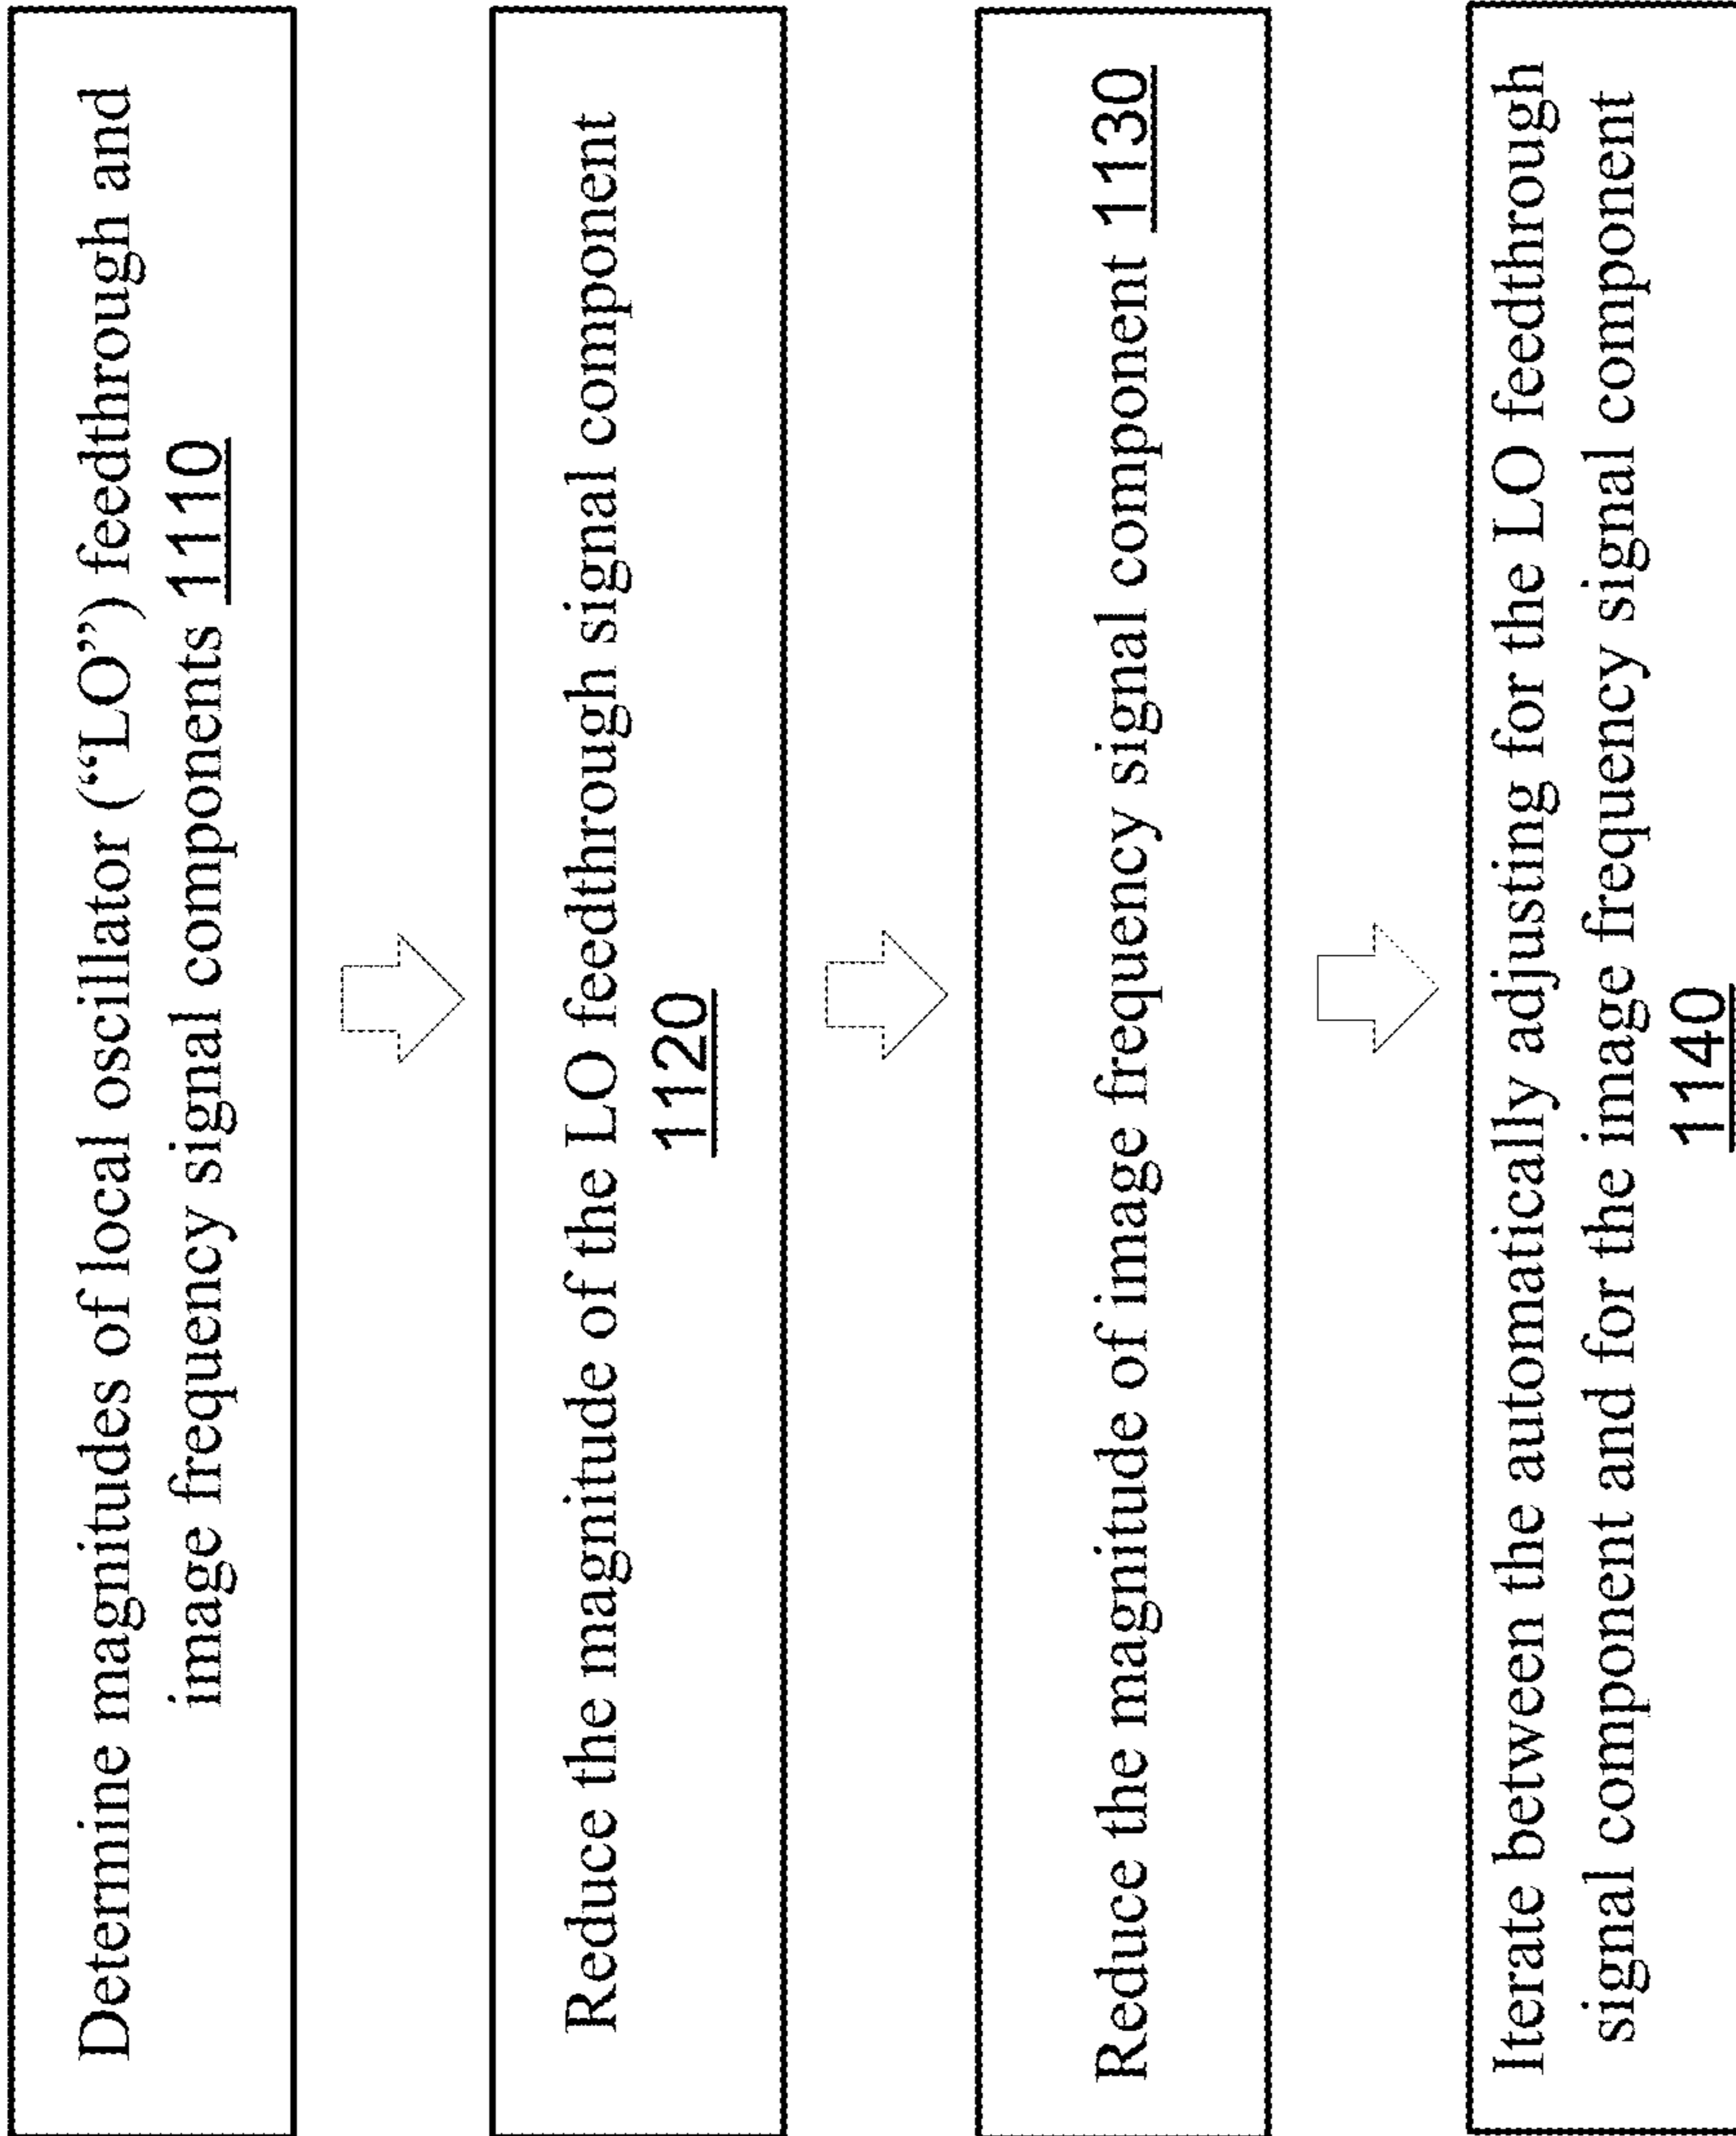 Determine magnitudes of local oscillator (“LO”) feedthrough and
image frequency signal components 1110
Reduce the magnitude of the LO feedthrough signal component
1120
Reduce the magnitude of image frequency signal component 1130
Iterate between the automatically adjusting for the LO feedthrough
signal component and for the image frequency signal component
1140